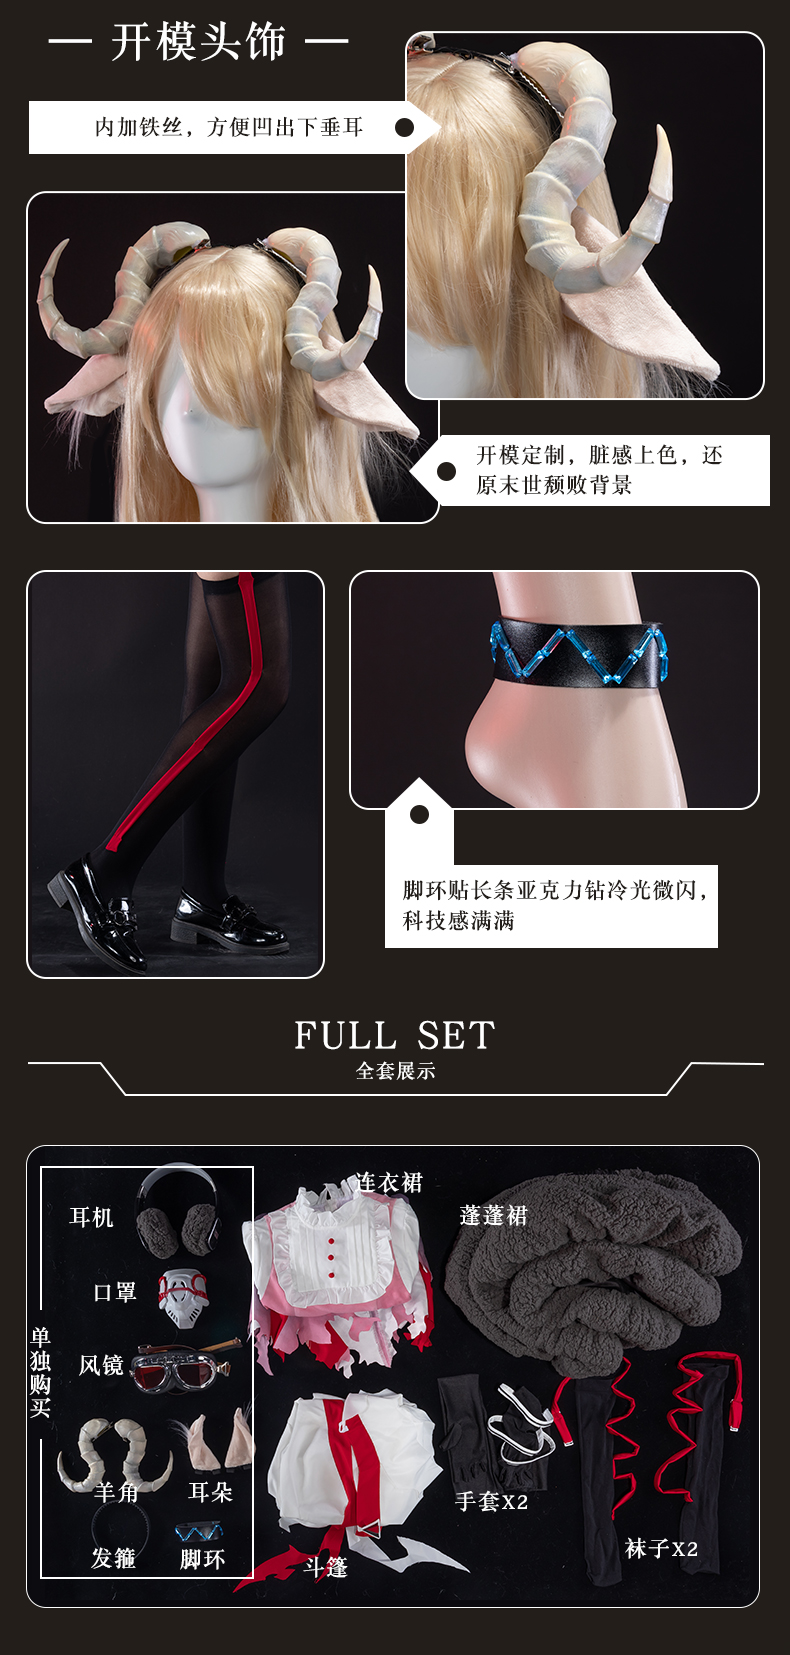 开模头饰
内加铁丝，方便凹出下垂耳
开模定制，脏感上色，还
原末世颓败背景
脚环贴长条亚克力钻冷光微闪，
科技感满满
FULL SET
全套展示
连衣裙
蓬蓬裙
耳机
口罩
单独购买
风镜
羊角
耳朵
手套X2
发箍
脚环
斗篷
袜子X2